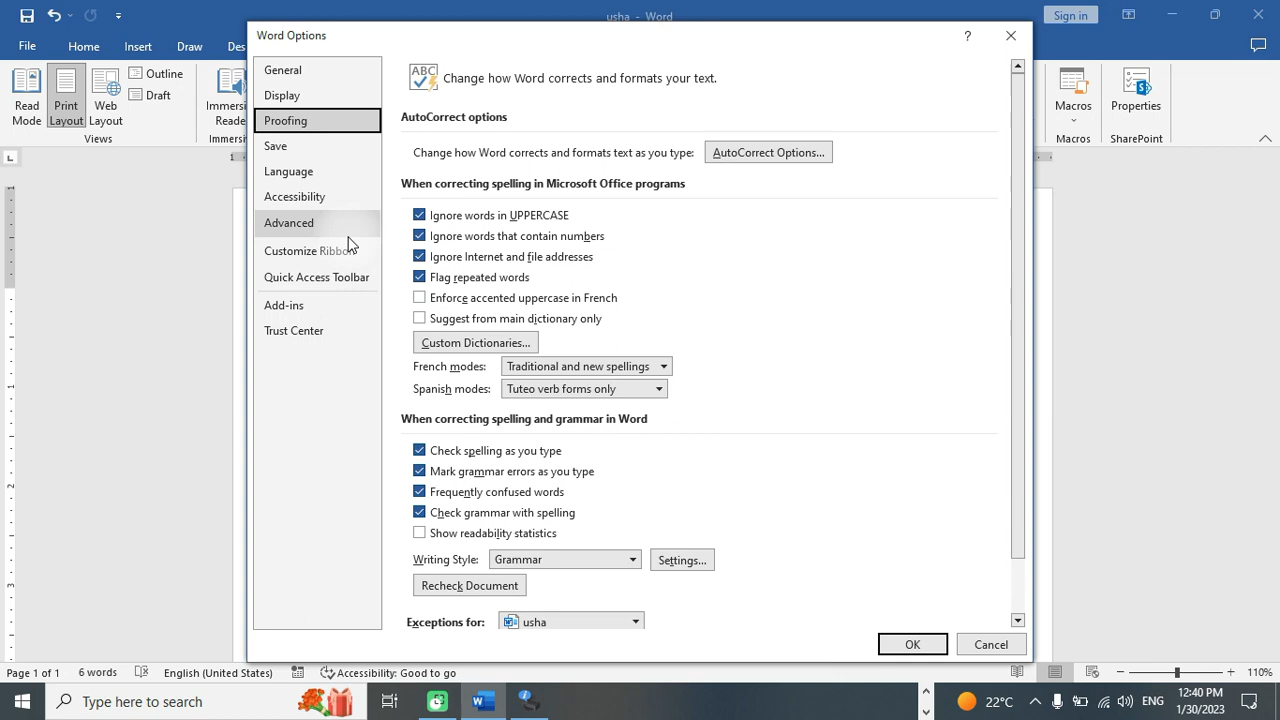 usha - Word
Sign in
File Home Insert Draw
Read Mode
Print Layout
Web Layout
Outline
Draft
Views
Macros
Macros
Properties
SharePoint
Word Options
General
Display
Proofing
Save
Language
Accessibility
Advanced
Customize Ribbon
Quick Access Toolbar
Add-ins
Trust Center
ABC
Change how Word corrects and formats your text.
AutoCorrect options
Change how Word corrects and formats text as you type: AutoCorrect Options...
When correcting spelling in Microsoft Office programs
Ignore words in UPPERCASE
Ignore words that contain numbers
Ignore Internet and file addresses
Flag repeated words
Enforce accented uppercase in French
Suggest from main dictionary only
Custom Dictionaries...
French modes: Traditional and new spellings
Spanish modes: Tuteo verb forms only
When correcting spelling and grammar in Word
Check spelling as you type
Mark grammar errors as you type
Frequently confused words
Check grammar with spelling
Show readability statistics
Writing Style: Grammar Settings...
Recheck Document
Exceptions for: usha
OK Cancel
Page 1 of 1 6 words English (United States) Accessibility: Good to go 110%
Type here to search
22°C ENG
12:40 PM
1/30/2023